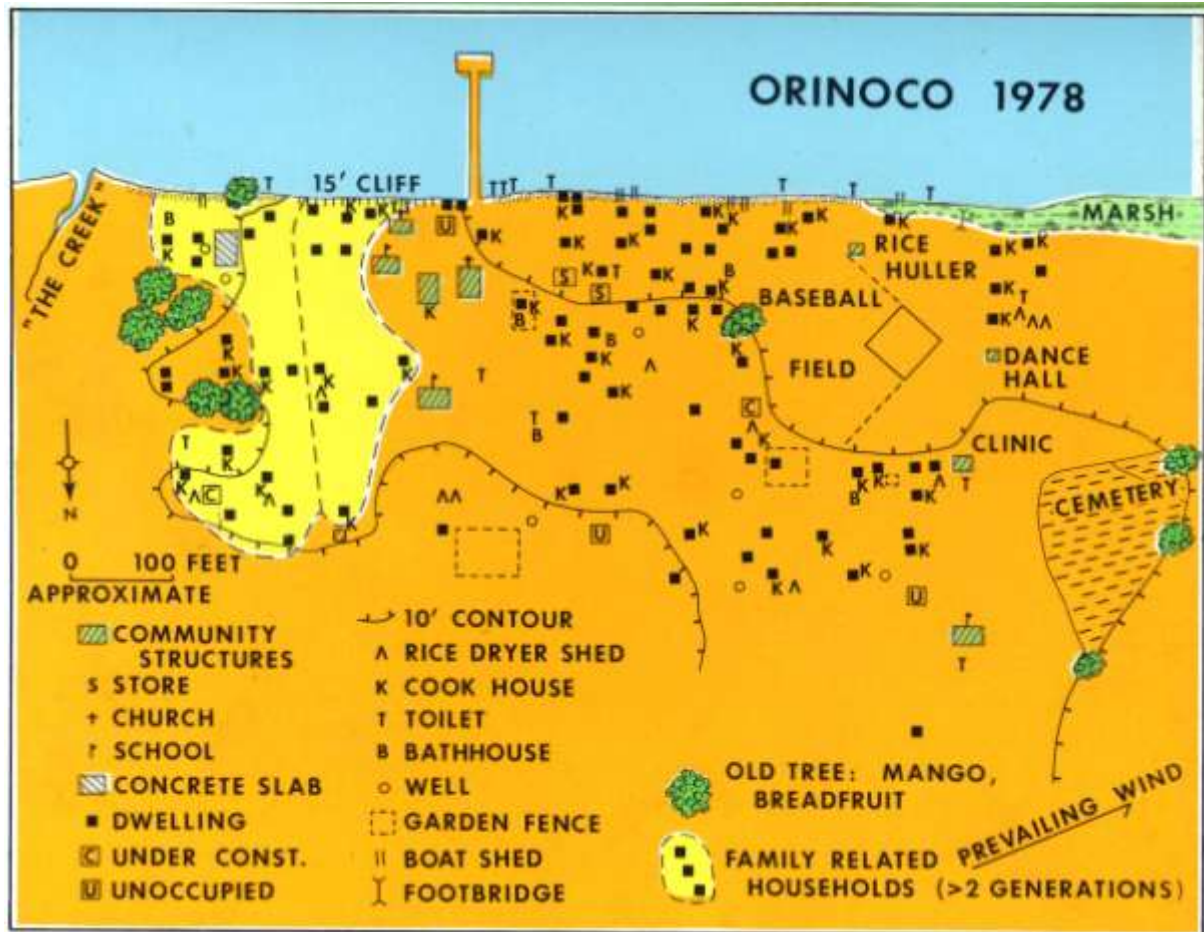 ORINOCO 1978
"THE CREEK"
15' CLIFF
MARSH
RICE
HULLER
BASEBALL
FIELD
DANCE
HALL
CLINIC
CEMETERY
N
0 100 FEET
APPROXIMATE
COMMUNITY
STRUCTURES
S STORE
CHURCH
SCHOOL
CONCRETE SLAB
DWELLING
C UNDER CONST.
U UNOCCUPIED
10' CONTOUR
RICE DRYER SHED
K COOK HOUSE
T TOILET
B BATHHOUSE
WELL
GARDEN FENCE
BOAT SHED
FOOTBRIDGE
OLD TREE: MANGO,
BREADFRUIT
FAMILY RELATED
HOUSEHOLDS (>2 GENERATIONS)
PREVAILING WIND